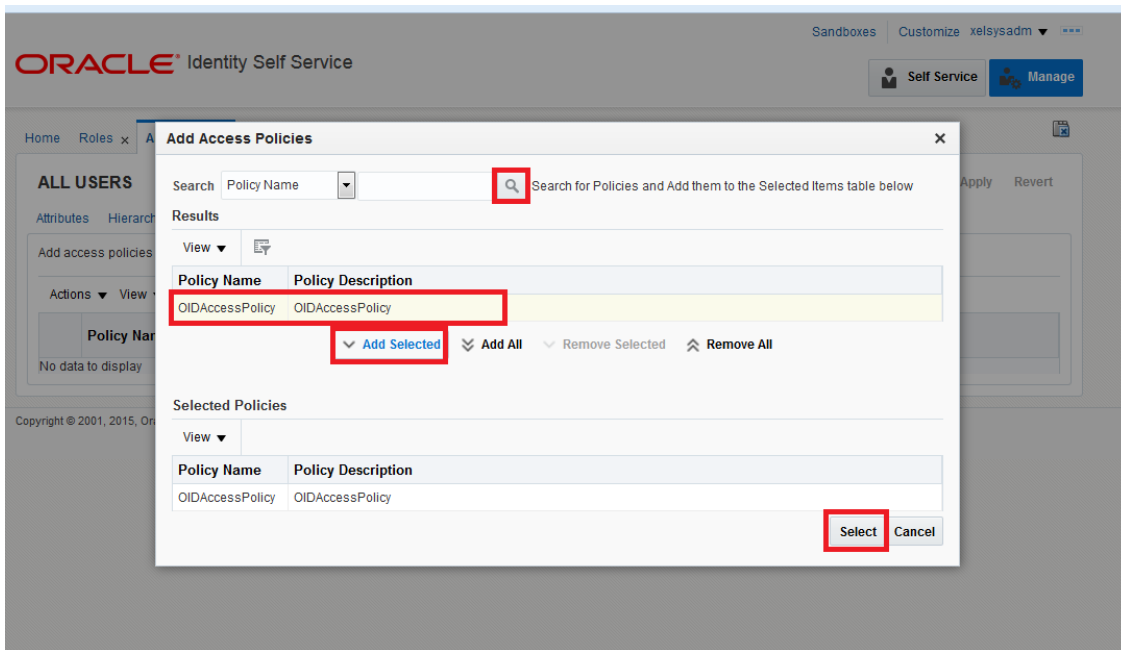 Sandboxes Customize xelsysadm
ORACLE® Identity Self Service
Self Service Manage
Home Roles x A
Add Access Policies
ALL USERS
Search Policy Name Search for Policies and Add them to the Selected Items table below
Apply Revert
Attributes Hierarch
Results
Add access policies
View
Policy Name Policy Description
Actions View
OIDAccessPolicy OIDAccessPolicy
Policy Nar
Add Selected Add All Remove Selected Remove All
No data to display
Selected Policies
Copyright © 2001, 2015, Ora
View
Policy Name Policy Description
OIDAccessPolicy OIDAccessPolicy
Select Cancel